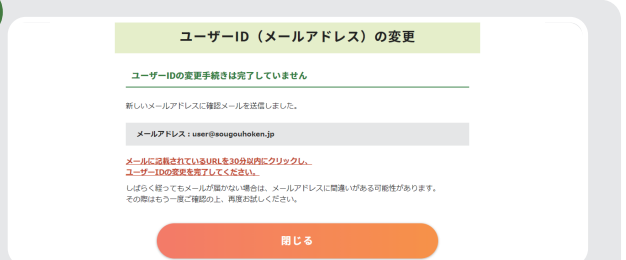 ユーザーID（メールアドレス）の変更
ユーザーIDの変更手続きは完了していません
新しいメールアドレスに確認メールを送信しました。
メールアドレス：user@sougouhoken.jp
メールに記載されているURLを30分以内にクリックし、
ユーザーIDの変更を完了してください。
しばらく経ってもメールが届かない場合は、メールアドレスに間違いがある可能性があります。
その際はもう一度ご確認の上、再度お試しください。
閉じる